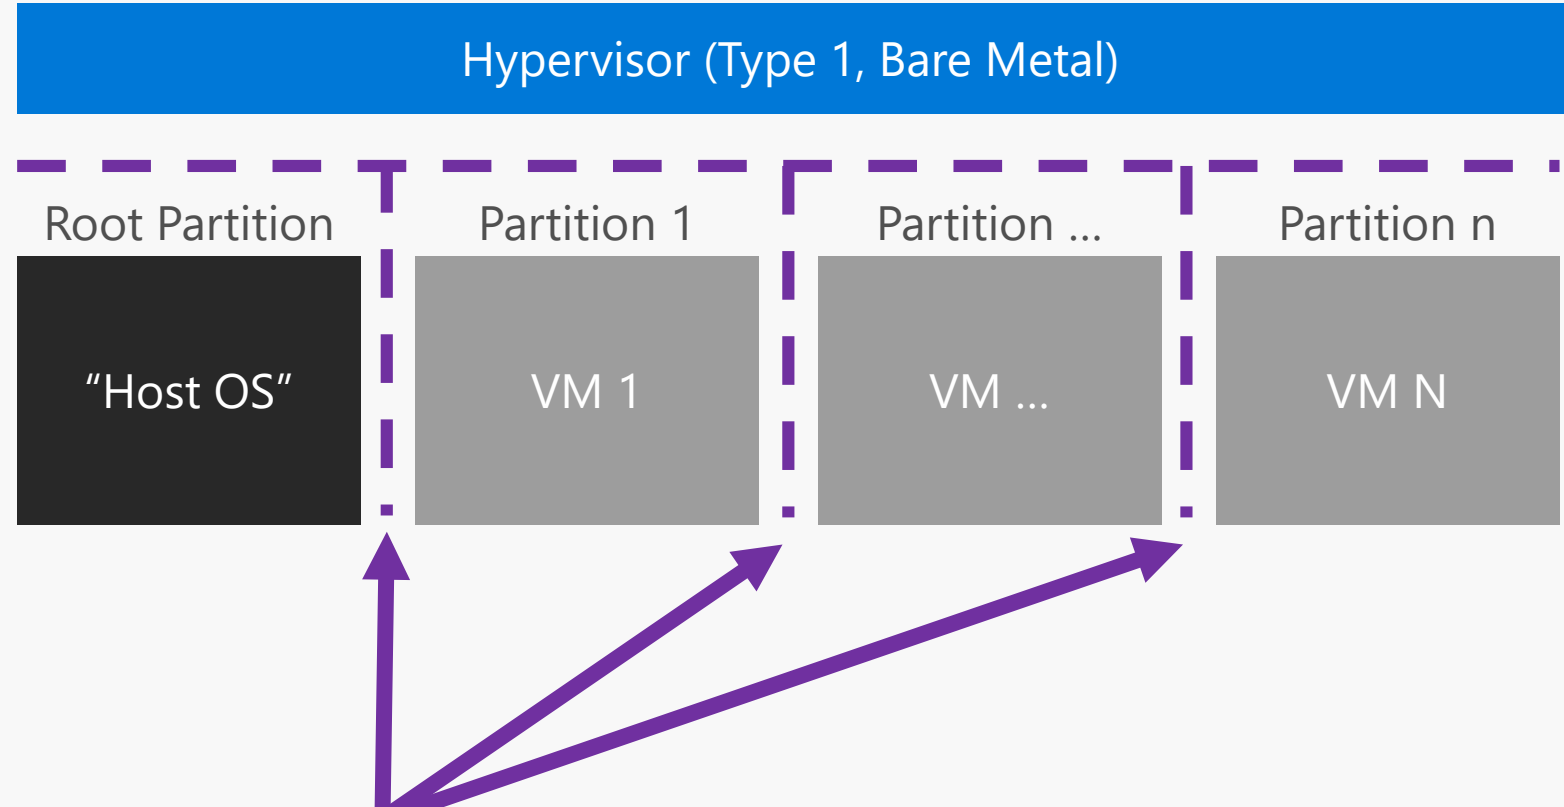 Hypervisor (Type 1, Bare Metal)
Root Partition
Partition 1
Partition ...
Partition n
“Host OS”
VM 1
VM ...
VM N